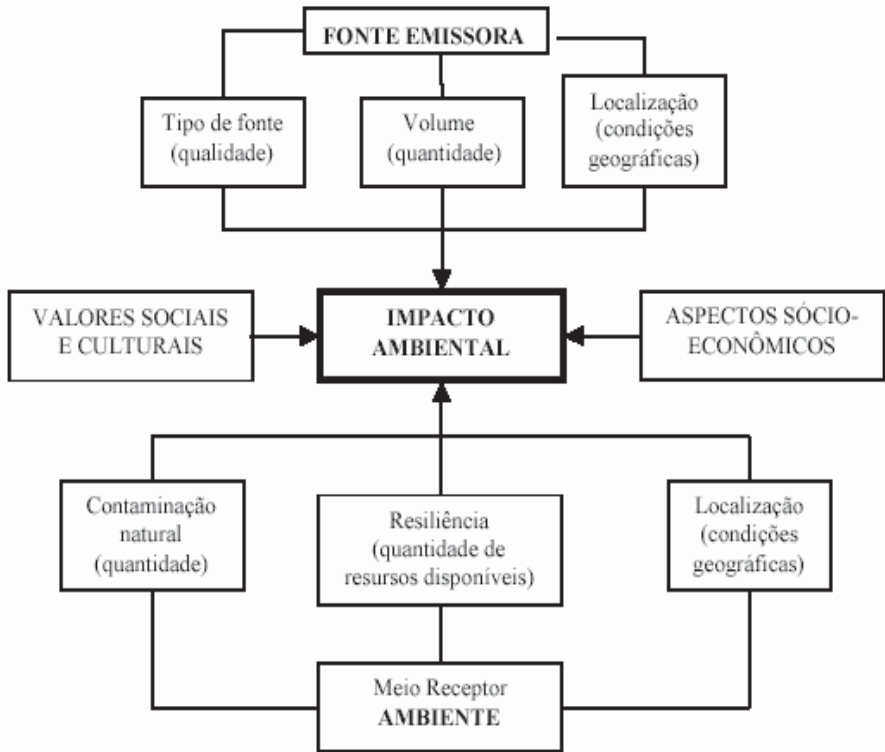 FONTE EMISSORA
Tipo de fonte
(qualidade)
Volume
(quantidade)
Localização
(condições
geográficas)
VALORES SOCIAIS
E CULTURAIS
IMPACTO
AMBIENTAL
ASPECTOS SÓCIO-
ECONÔMICOS
Contaminação
natural
(quantidade)
Resiliência
(quantidade de
recursos disponíveis)
Localização
(condições
geográficas)
Meio Receptor
AMBIENTE